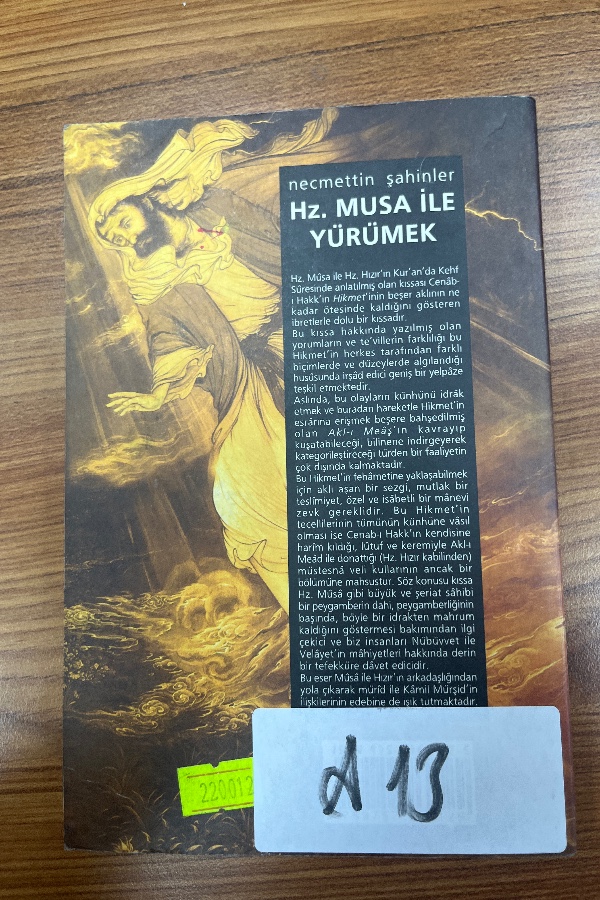 necmettin şahinler
Hz. MUSA İLE
YÜRÜMEK
Hz. Mûsa ile Hz. Hızır'ın Kur'an'da Kehf
Sûresinde anlatılmış olan kıssası Cenâb-
ı Hakk'ın Hikmet'inin beşer aklının ne
kadar ötesinde kaldığını gösteren
ibretlerle dolu bir kıssadır.
Bu kıssa hakkında yazılmış olan
yorumların ve te'villerin farklılığı bu
Hikmet'in herkes tarafından farklı
biçimlerde ve düzeylerde algılandığı
husûsunda irşâd edici geniş bir yelpâze
teşkil etmektedir.
Aslında, bu olayların künhünü idrâk
etmek ve buradan hareketle Hikmet'in
esrârına erişmek beşere bahşedilmiş
olan Akl-ı Meâş'ın kavrayıp
kuşatabileceği, bilinene indirgeyerek
kategorileştireceği türden bir faaliyetin
çok dışında kalmaktadır.
Bu Hikmet'in fehâmetine yaklaşabilmek
için aklı aşan bir sezgi, mutlak bir
teslîmiyet, özel ve isâbetli bir mânevi
zevk gereklidir. Bu Hikmet'in
tecellîlerinin tümünün künhüne vâsıl
olması ise Cenab-ı Hakk'ın kendisine
harîm kıldığı, lûtuf ve keremiyle Akl-ı
Meâd ile donattığı (Hz. Hızır kabilinden)
müstesnâ velî kullarının ancak bir
bölümüne mahsustur. Söz konusu kıssa
Hz. Mûsâ gibi büyük ve şeriat sâhibi
bir peygamberin dahi, peygamberliğinin
başında, böyle bir idrakten mahrum
kaldığını göstermesi bakımından ilgi
çekici ve biz insanları Nübüvvet ile
Velâyet'in mâhiyetleri hakkında derin
bir tefekküre dâvet edicidir.
Bu eser Mûsâ ile Hızır'ın arkadaşlığından
yola çıkarak mürîd ile Kâmil Mürşid'in
ilişkilerinin edebine de ışık tutmaktadır.
220012
A 13